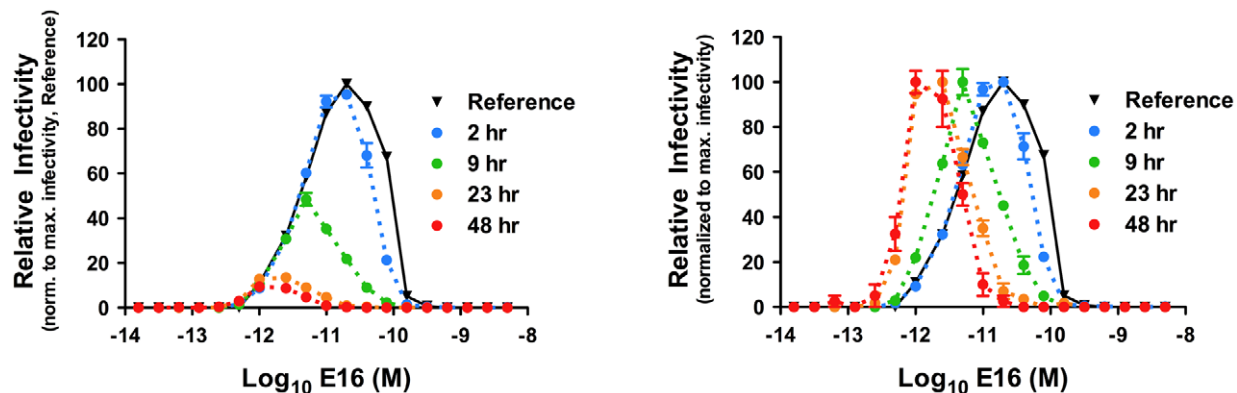 Relative Infectivity
(norm. to max. infectivity, Reference)
120
100
80
60
40
20
0
-14
-13
-12
-11
-10
-9
-8
Log10 E16 (M)
Reference
2 hr
9 hr
23 hr
48 hr
Relative Infectivity
(normalized to max. infectivity)
120
100
80
60
40
20
0
-14
-13
-12
-11
-10
-9
-8
Log10 E16 (M)
Reference
2 hr
9 hr
23 hr
48 hr